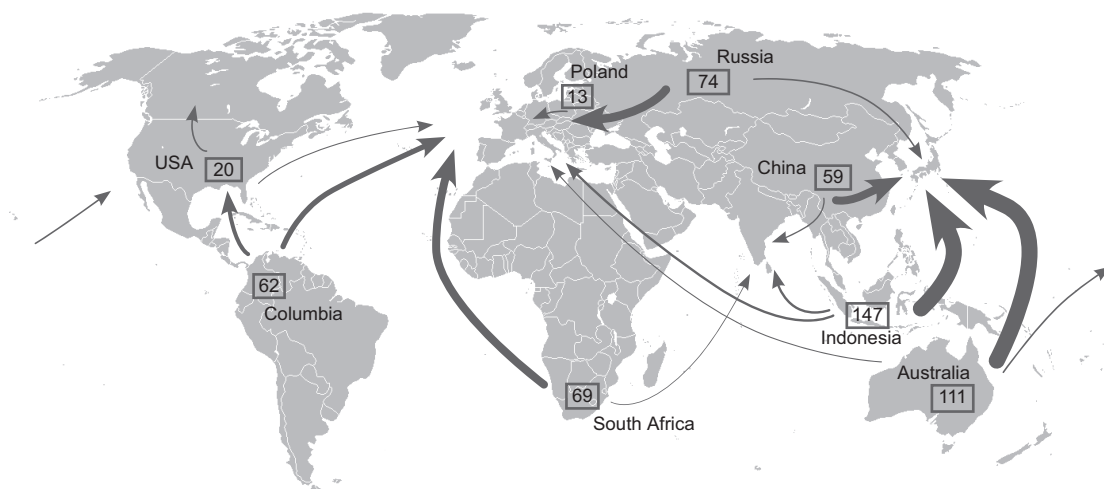 Russia
74
Poland
13
USA
20
China
59
62
Columbia
147
Indonesia
Australia
111
69
South Africa